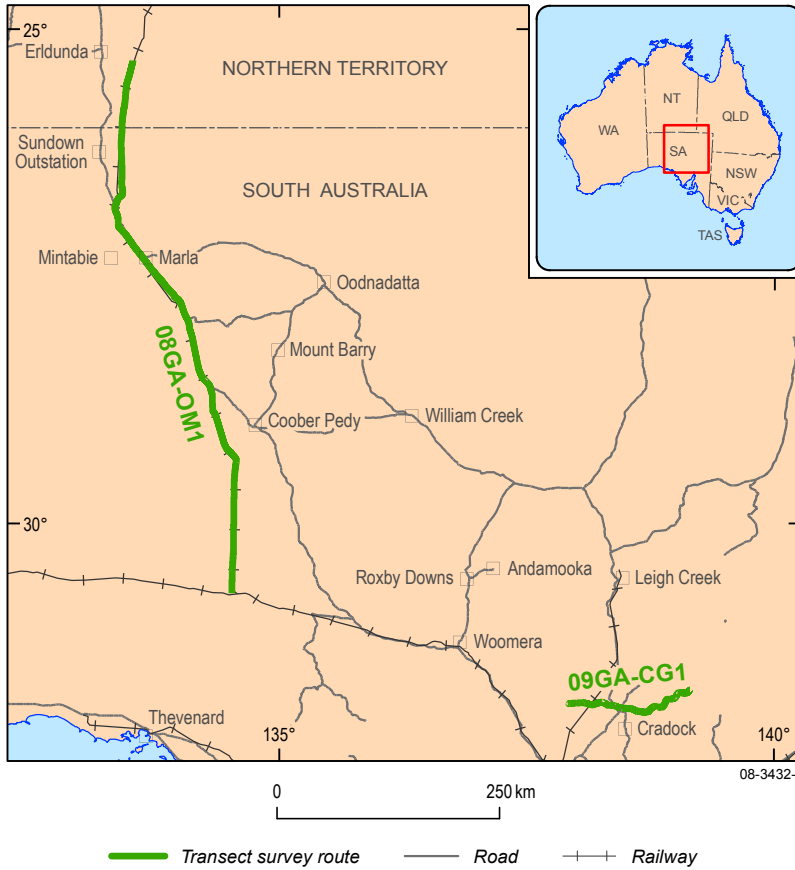 25°
Erldunda
NORTHERN TERRITORY
Sundown
Outstation
SOUTH AUSTRALIA
Mintabie
Marla
Oodnadatta
08GA-OM1
Mount Barry
Coober Pedy
William Creek
30°
Roxby Downs
Andamooka
Leigh Creek
Woomera
09GA-CG1
Thevenard
Cradock
135°
140°
WA
NT
QLD
SA
NSW
VIC
TAS
08-3432-
0
250 km
Transect survey route
Road
Railway